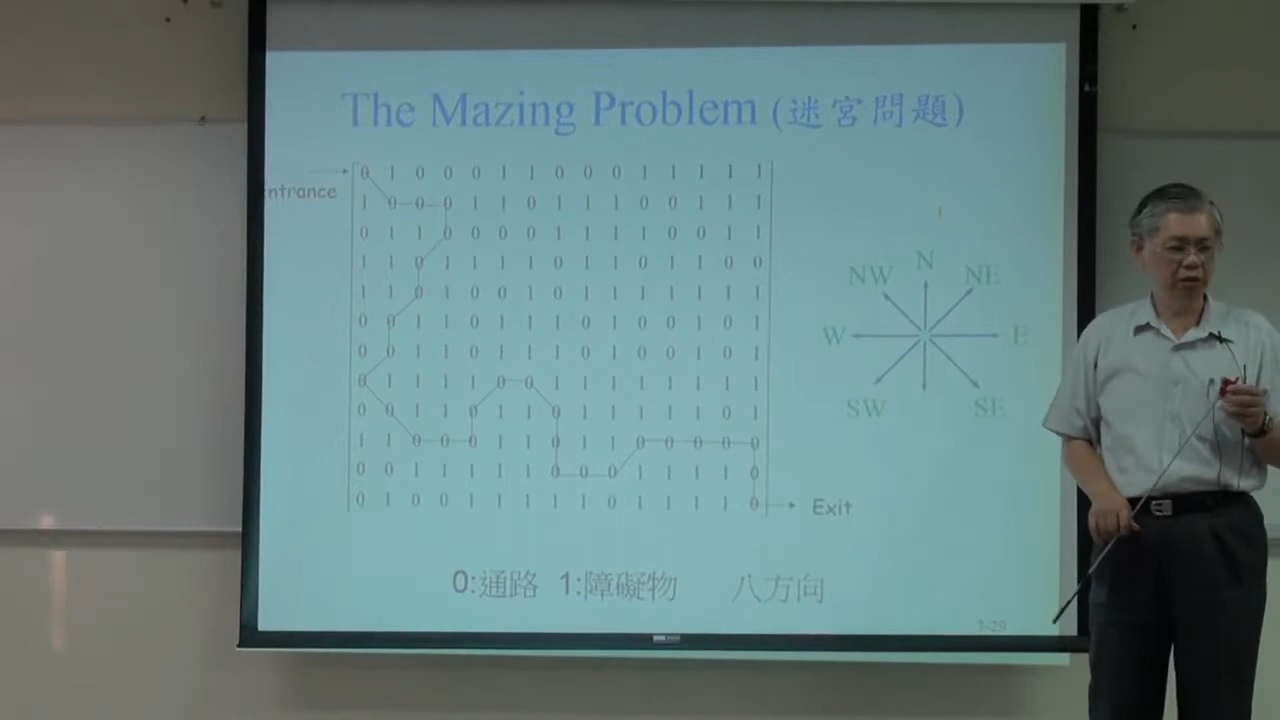 The Mazing Problem (迷宮問題)
0 1 0 0 0 1 1 0 0 0 1 1 1 1 1
ntrance
1 0 0 0 1 1 0 1 1 1 0 0 1 1 1
0 1 1 0 0 0 0 1 1 1 1 0 0 1 1
1 1 0 1 1 1 1 0 1 1 0 1 1 0 0
1 1 0 1 0 0 1 0 1 1 1 1 1 1 1
0 0 1 1 0 1 1 1 0 1 0 0 1 0 1
0 0 1 1 0 1 1 1 0 1 0 0 1 0 1
0 1 1 1 1 0 0 1 1 1 1 1 1 1 1
0 0 1 1 0 1 1 0 1 1 1 1 1 0 1
1 1 0 0 0 1 1 0 1 1 0 0 0 0 0
0 0 1 1 1 1 1 0 0 0 1 1 1 1 0
0 1 0 0 1 1 1 1 1 0 1 1 1 1 0
Exit
N
NW NE
W E
SW SE
0:通路 1:障礙物 八方向
3-29